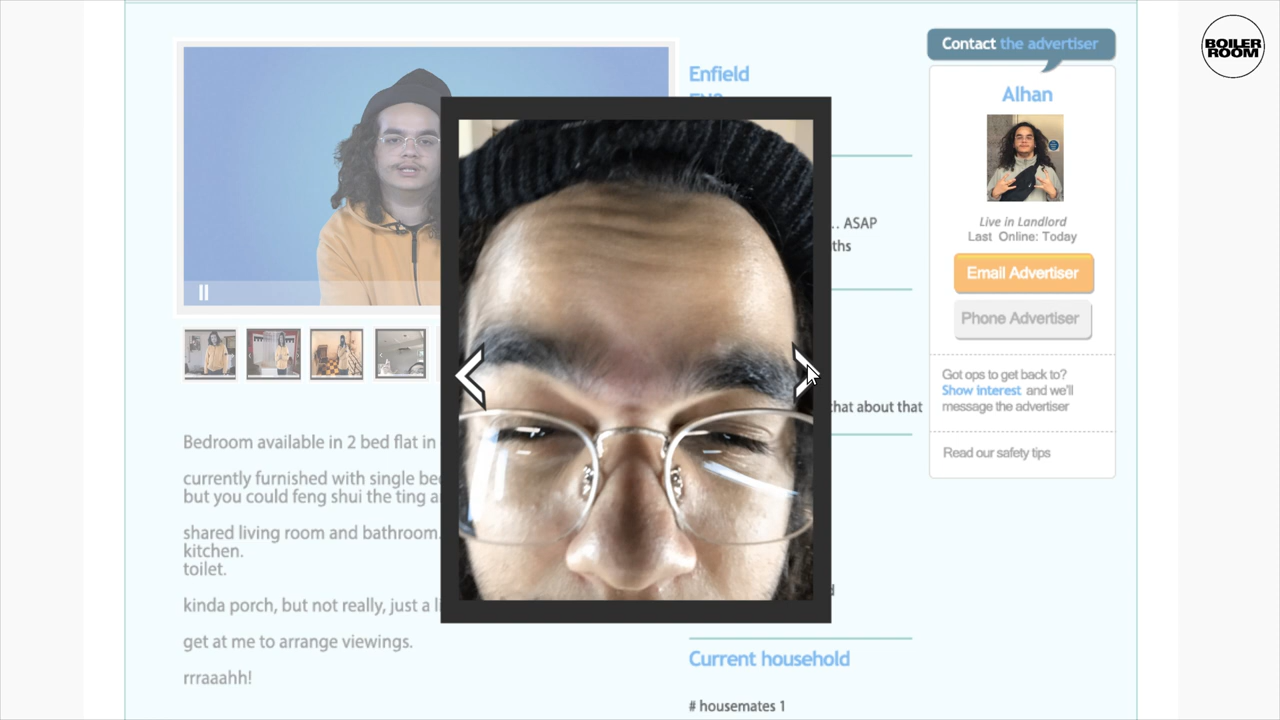 BOILER
ROOM
Contact the advertiser
Enfield
Alhan
Live in Landlord
Last Online: Today
Email Advertiser
Phone Advertiser
Got ops to get back to?
Show interest and we'll
message the advertiser
Read our safety tips
.. ASAP
ths
hat about that
Bedroom available in 2 bed flat in
currently furnished with single be
but you could feng shui the ting a
shared living room and bathroom.
kitchen.
toilet.
kinda porch, but not really, just a li
get at me to arrange viewings.
rrraaahh!
Current household
# housemates 1